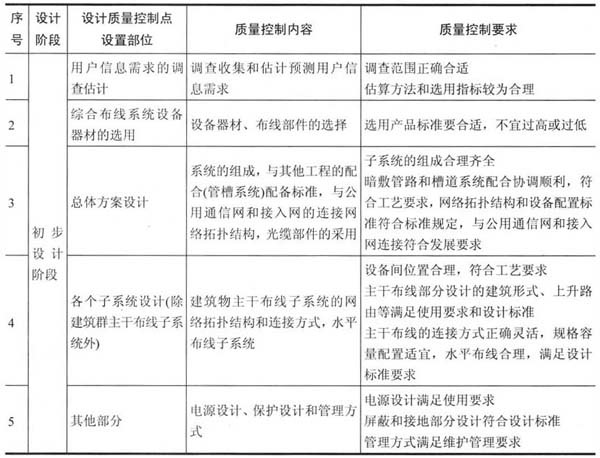 序号
设计阶段
设计质量控制点
设置部位
质量控制内容
质量控制要求
1
初步设计阶段
用户信息需求的调
查估计
调查收集和估计预测用户信
息需求
调查范围正确合适
估算方法和选用指标较为合理
2
综合布线系统设备
器材的选用
设备器材、布线部件的选择
选用产品标准要合适，不宜过高或过低
3
总体方案设计
系统的组成，与其他工程的配
合(管槽系统)配备标准，与公
用通信网和接入网的连接网
络拓扑结构，光缆部件的采用
子系统的组成合理齐全
暗敷管路和槽道系统配合协调顺利，符
合工艺要求，网络拓扑结构和设备配置标
准符合标准规定，与公用通信网和接入
网连接符合发展要求
4
各个子系统设计(除
建筑群主干布线子系
统外)
建筑物主干布线子系统的网
络拓扑结构和连接方式，水平
布线子系统
设备间位置合理，符合工艺要求
主干布线部分设计的建筑形式、上升路
由等满足使用要求和设计标准
主干布线的连接方式正确灵活，规格容
量配置适宜，水平布线合理，满足设计
标准要求
5
其他部分
电源设计、保护设计和管理方
式
电源设计满足使用要求
屏蔽和接地部分设计符合设计标准
管理方式满足维护管理要求